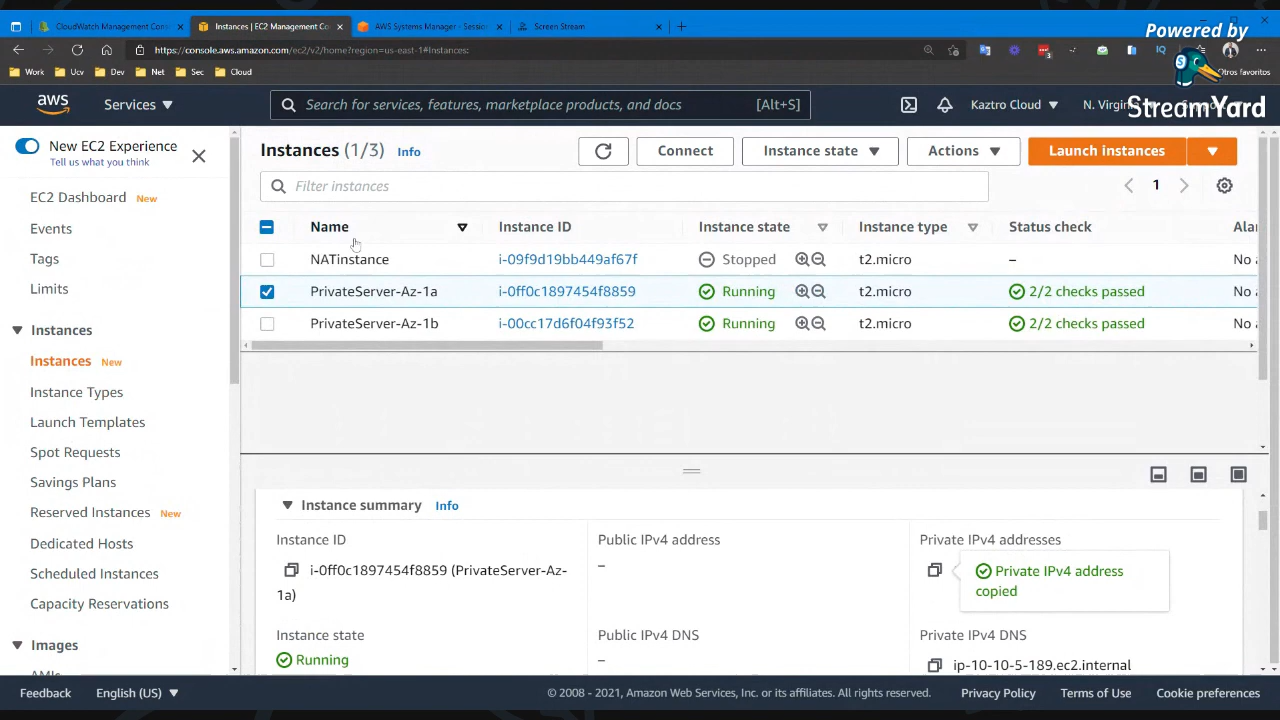 CloudWatch Management Con
Instances | EC2 Management Co
AWS Systems Manager - Session
Screen Stream
https://console.aws.amazon.com/ec2/v2/home?region=us-east-1#Instances:
Powered by
Work
Ucv
Dev
Net
Sec
Cloud
Otros favoritos
StreamYard
aws
Services
Search for services, features, marketplace products, and docs
[Alt+S]
Kaztro Cloud
N. Virginia
New EC2 Experience
Tell us what you think
EC2 Dashboard New
Events
Tags
Limits
Instances
Instances New
Instance Types
Launch Templates
Spot Requests
Savings Plans
Reserved Instances New
Dedicated Hosts
Scheduled Instances
Capacity Reservations
Images
AMIs
Instances (1/3) Info
Connect
Instance state
Actions
Launch instances
Filter instances
1
Name Instance ID Instance state Instance type Status check Alar
NATinstance i-09f9d19bb449af67f Stopped t2.micro – No a
PrivateServer-Az-1a i-0ff0c1897454f8859 Running t2.micro 2/2 checks passed No a
PrivateServer-Az-1b i-00cc17d6f04f93f52 Running t2.micro 2/2 checks passed No a
Instance summary Info
Instance ID
i-0ff0c1897454f8859 (PrivateServer-Az-
1a)
Public IPv4 address
–
Private IPv4 addresses
Private IPv4 address
copied
Instance state
Running
Public IPv4 DNS
–
Private IPv4 DNS
ip-10-10-5-189.ec2.internal
Feedback
English (US)
© 2008 - 2021, Amazon Web Services, Inc. or its affiliates. All rights reserved.
Privacy Policy
Terms of Use
Cookie preferences